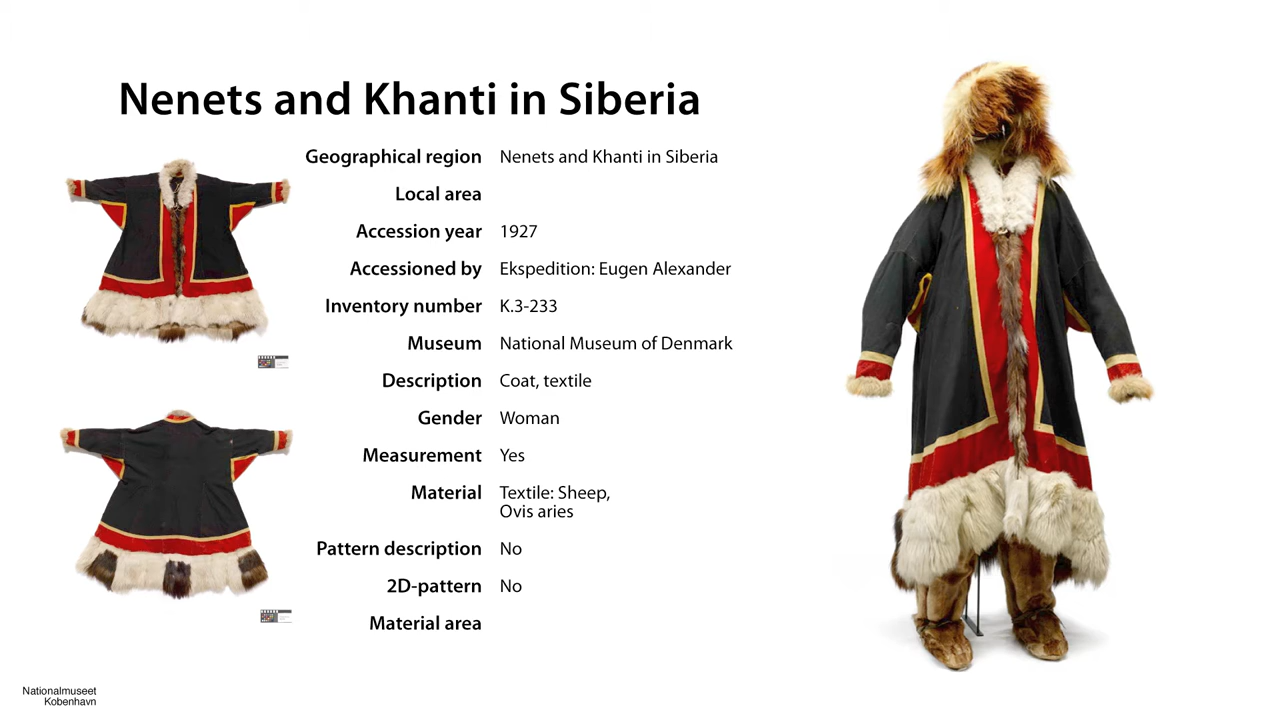 Nenets and Khanti in Siberia
Geographical region Nenets and Khanti in Siberia
Local area
Accession year 1927
Accessioned by Ekspedition: Eugen Alexander
Inventory number K.3-233
Museum National Museum of Denmark
Description Coat, textile
Gender Woman
Measurement Yes
Material Textile: Sheep,
Ovis aries
Pattern description No
2D-pattern No
Material area
Nationalmuseet
Kobenhavn